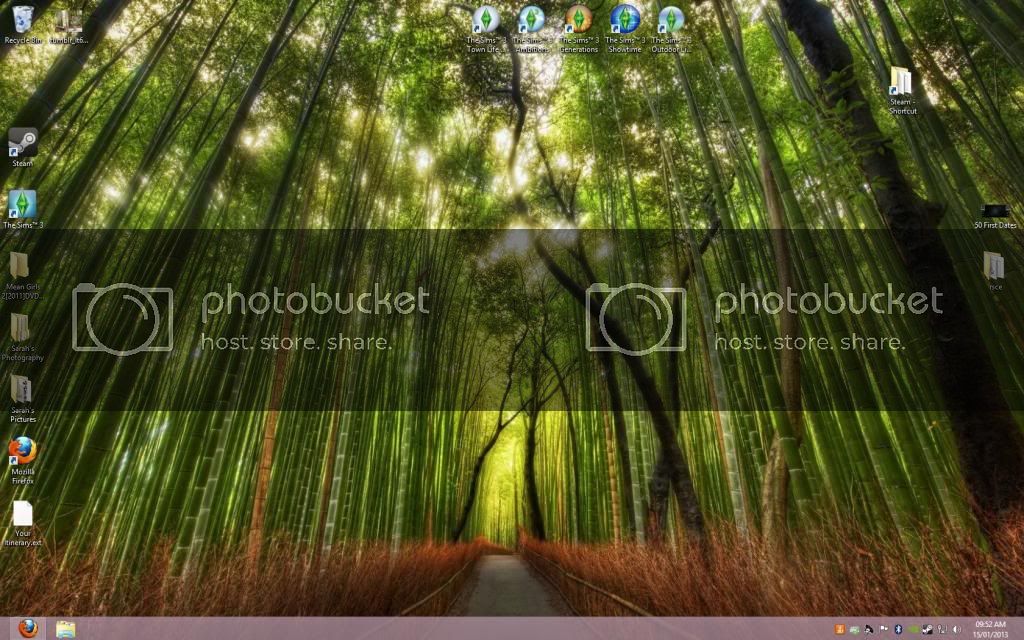 Recycle Bin
tumblr_lt6...
The Sims™ 3
Town Life ...
The Sims™ 3
Ambitions
The Sims™ 3
Generations
The Sims™ 3
Showtime
The Sims™ 3
Outdoor Li...
Steam -
Shortcut
Steam
The Sims™ 3
50 First Dates
Mean Girls
2[2011]DVD...
rsce
photobucket
host. store. share.
photobucket
host. store. share.
Sarah's
Photography
Sarah's
Pictures
Mozilla
Firefox
Your
Itinerary.ext
09:52 AM
15/01/2013